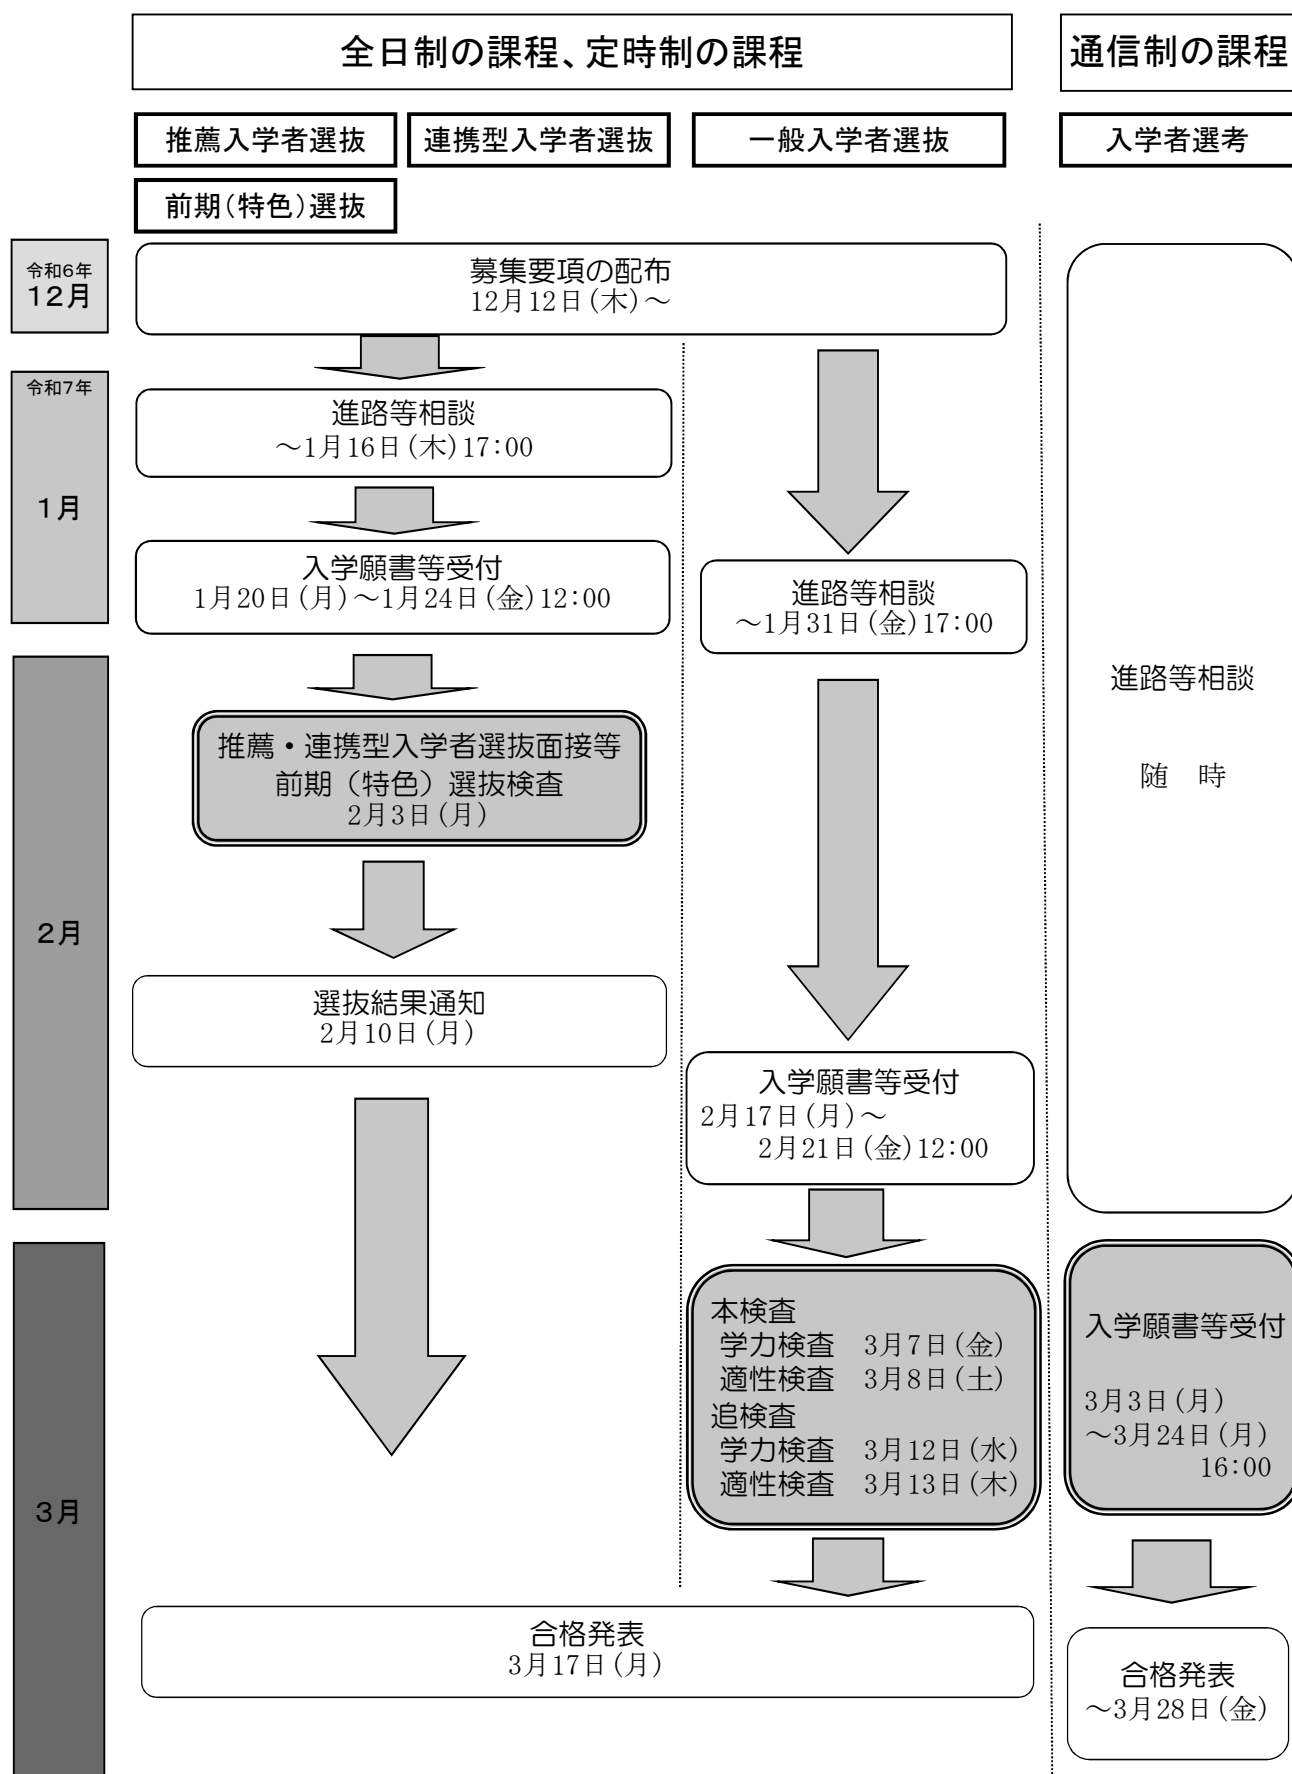 全日制の課程、定時制の課程
通信制の課程
推薦入学者選抜
連携型入学者選抜
一般入学者選抜
入学者選考
前期(特色)選抜
令和6年
12月
募集要項の配布
12月12日(木)~
令和7年
1月
進路等相談
~1月16日(木)17:00
入学願書等受付
1月20日(月)~1月24日(金)12:00
進路等相談
~1月31日(金)17:00
進路等相談
随 時
2月
推薦・連携型入学者選抜面接等
前期(特色)選抜検査
2月3日(月)
選抜結果通知
2月10日(月)
入学願書等受付
2月17日(月)~
2月21日(金)12:00
3月
本検査
学力検査 3月7日(金)
適性検査 3月8日(土)
追検査
学力検査 3月12日(水)
適性検査 3月13日(木)
入学願書等受付
3月3日(月)
~3月24日(月)
16:00
合格発表
3月17日(月)
合格発表
~3月28日(金)